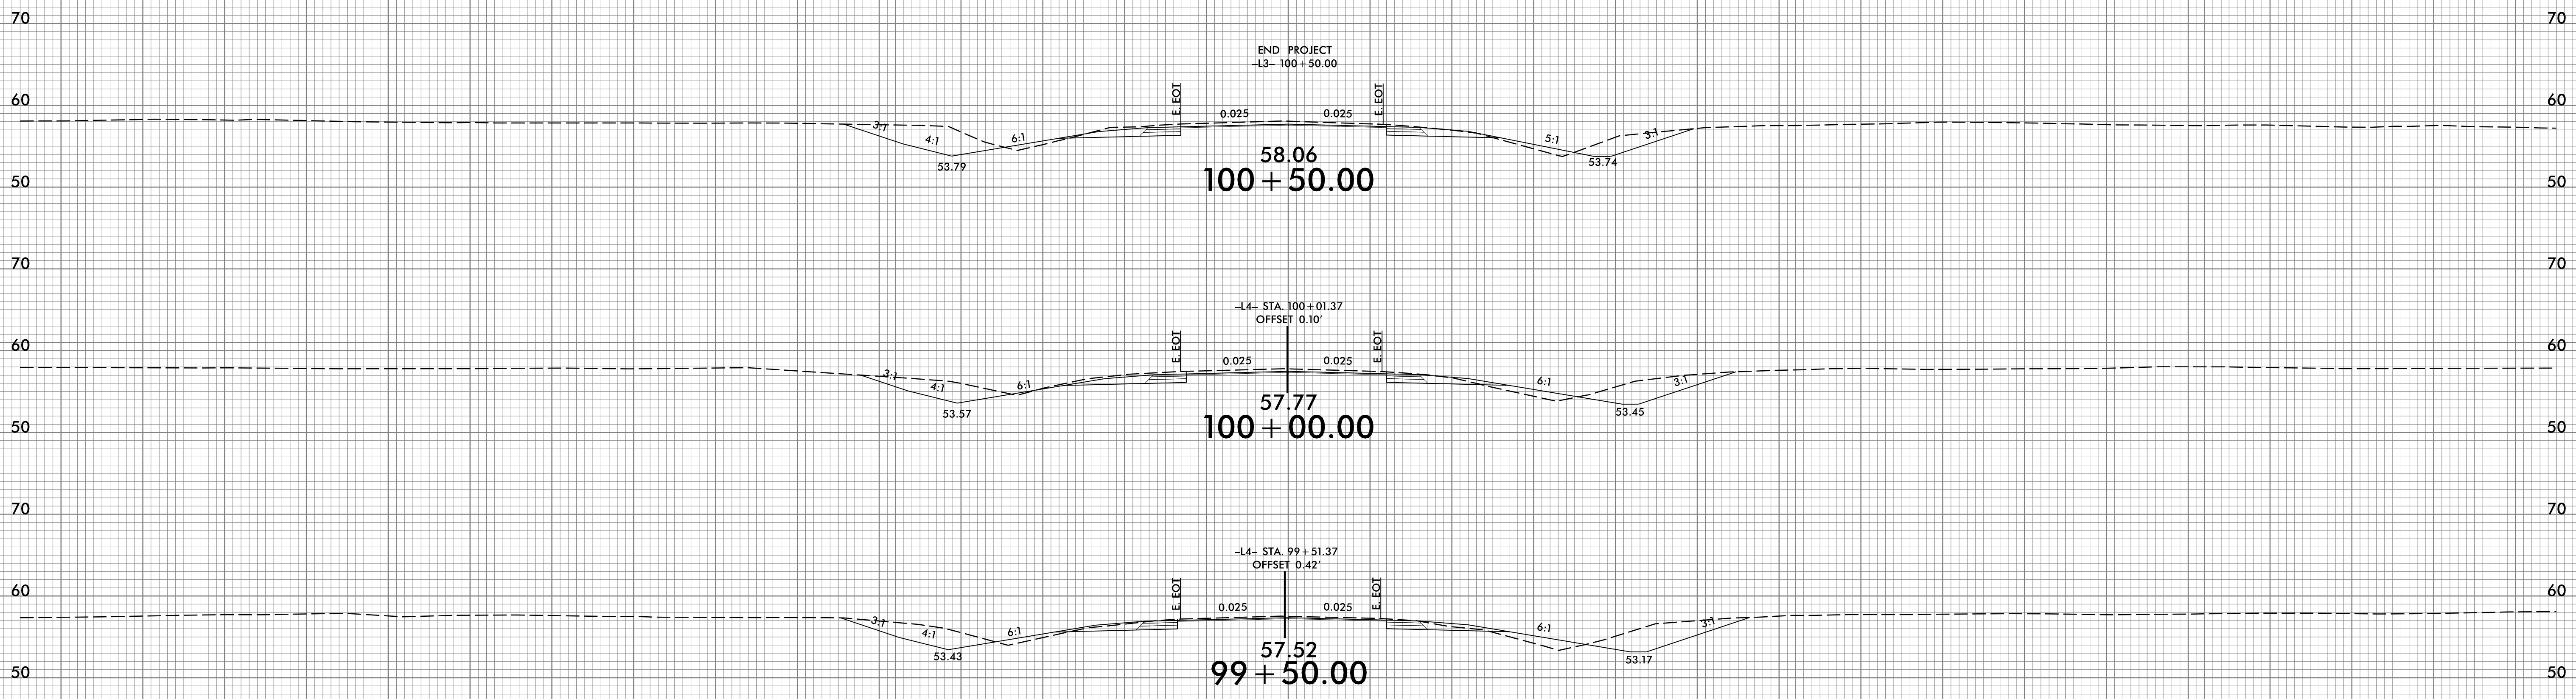 70 70
END PROJECT
-L3- 100+50.00
E. EOT E. EOT
60 60
0.025 0.025
3:1 4:1 6:1 5:1 3:1
58.06
53.79 53.74
100+50.00
50 50
70 70
-L4- STA. 100+01.37
OFFSET 0.10'
E. EOT E. EOT
60 60
0.025 0.025
3:1 4:1 6:1 6:1 3:1
57.77
53.57 53.45
100+00.00
50 50
70 70
-L4- STA. 99+51.37
OFFSET 0.42'
E. EOT E. EOT
60 60
0.025 0.025
3:1 4:1 6:1 6:1 3:1
57.52
53.43 53.17
99+50.00
50 50